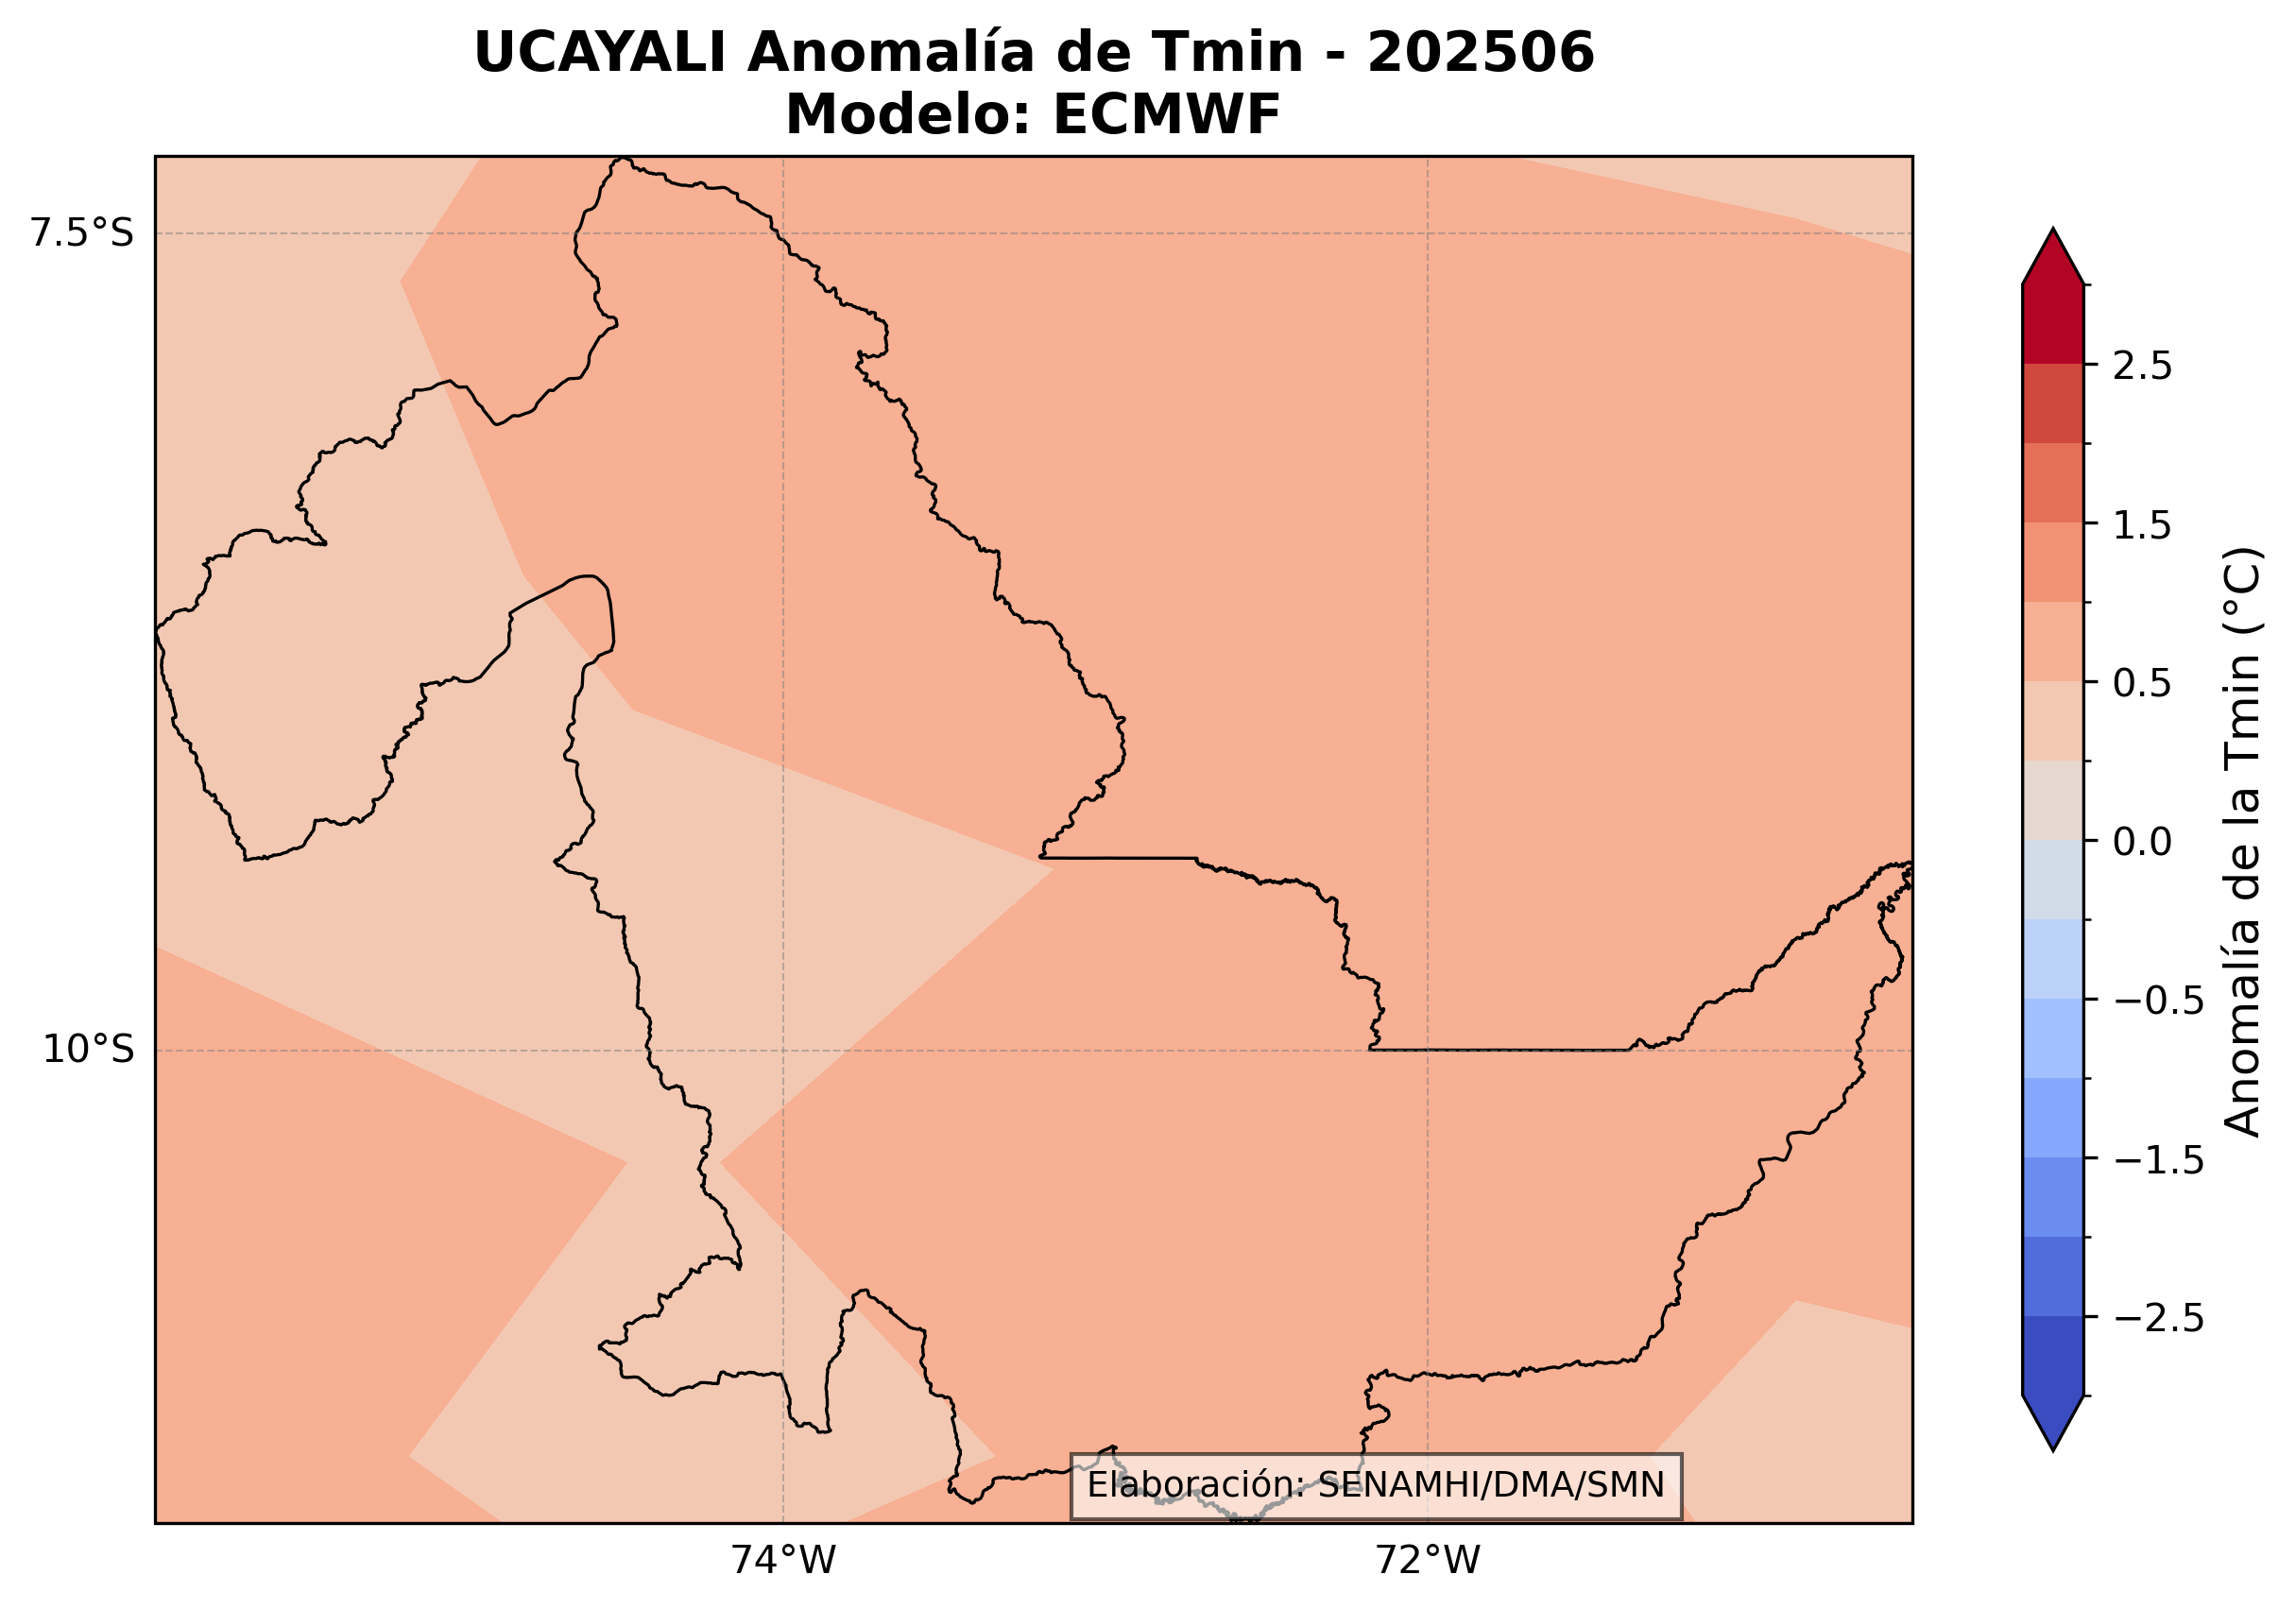 UCAYALI Anomalía de Tmin - 202506
Modelo: ECMWF
7.5°S
10°S
74°W
72°W
2.5
1.5
0.5
0.0
−0.5
−1.5
−2.5
Anomalía de la Tmin (°C)
Elaboración: SENAMHI/DMA/SMN